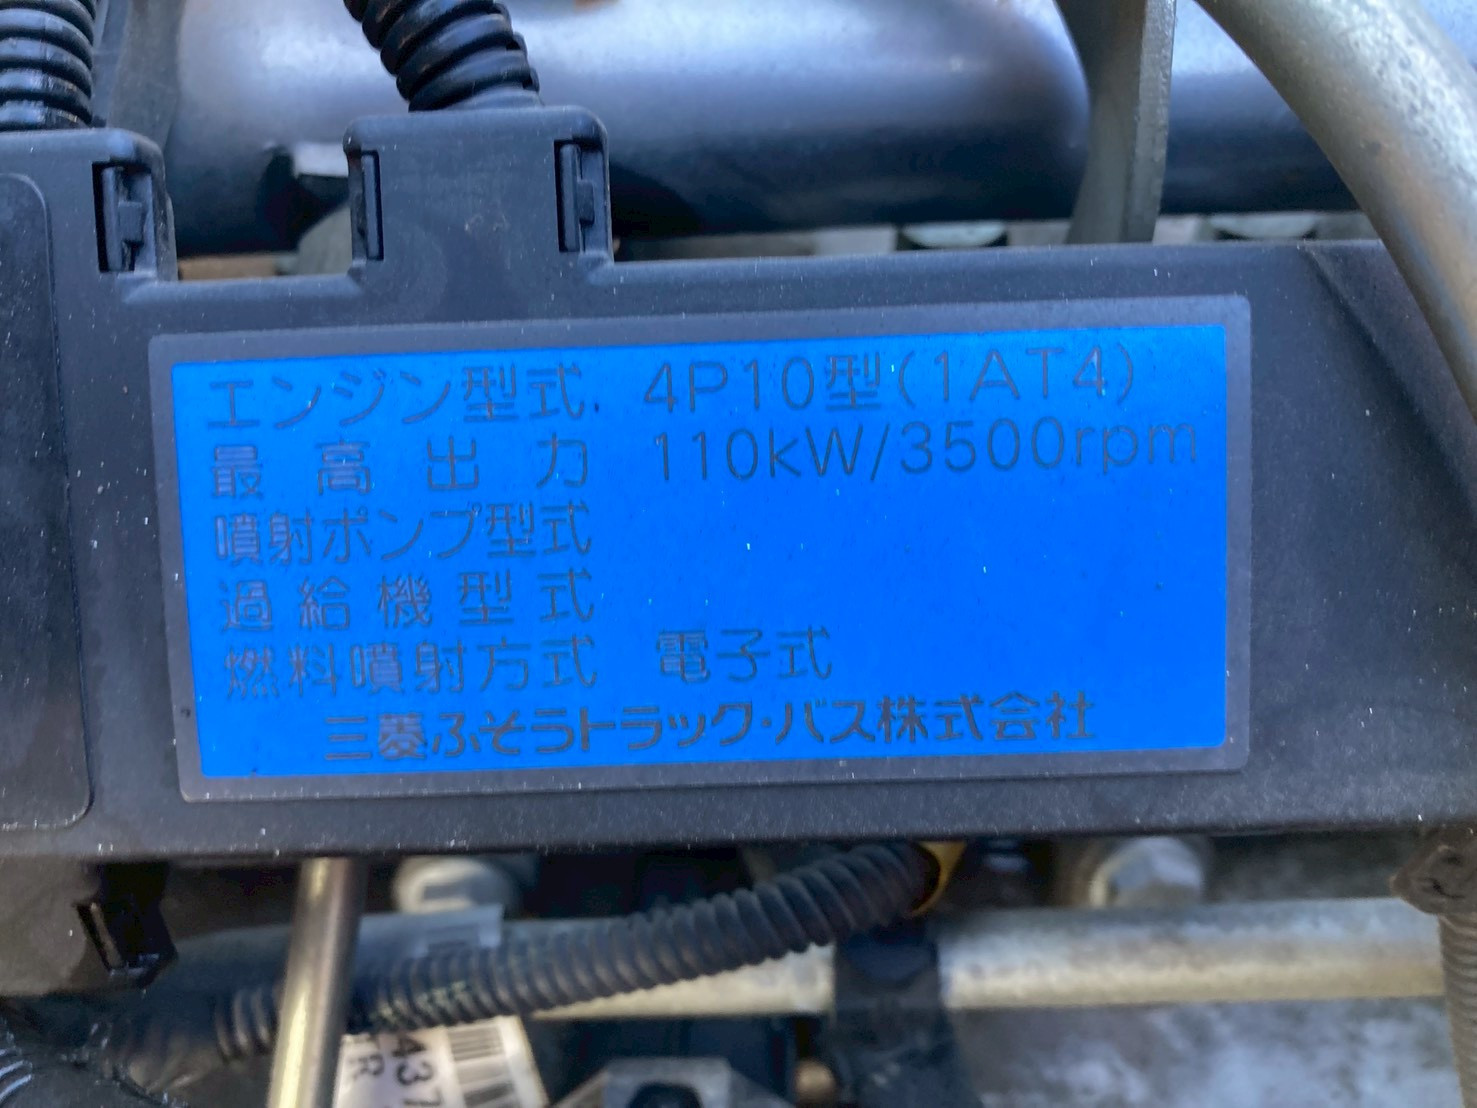 エンジン型式 4P10型(1AT4)
最高出力 110kW/3500rpm
噴射ポンプ型式
過給機型式
燃料噴射方式 電子式
三菱ふそうトラック・バス株式会社
437